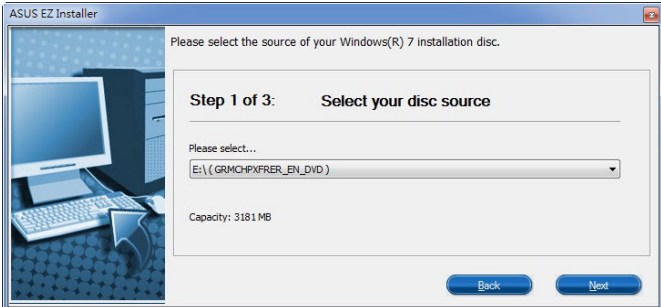 ASUS EZ Installer
Please select the source of your Windows(R) 7 installation disc.
Step 1 of 3: Select your disc source
Please select...
E:\ ( GRMCHPXFRER_EN_DVD )
Capacity: 3181 MB
Back Next